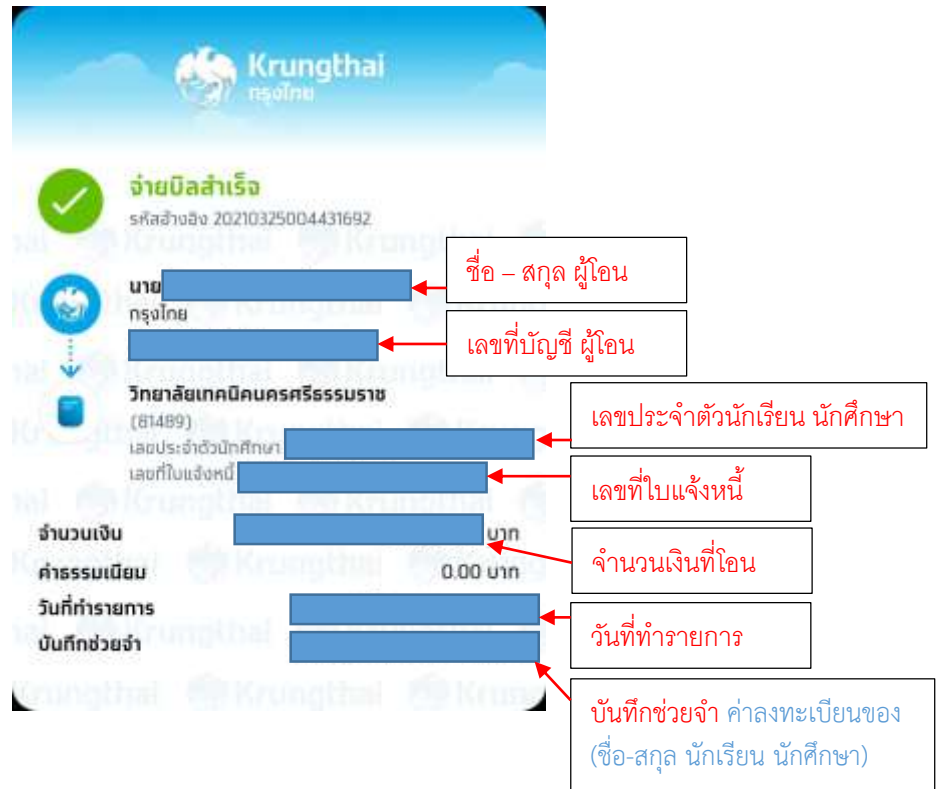 Krungthai
กรุงไทย
จ่ายบิลสำเร็จ
รหัสอ้างอิง 20210325004431692
นาย
ชื่อ – สกุล ผู้โอน
กรุงไทย
เลขที่บัญชี ผู้โอน
วิทยาลัยเทคนิคนครศรีธรรมราช
(81489)
เลขประจำตัวนักเรียน นักศึกษา
เลขประจำตัวนักศึกษา
เลขที่ใบแจ้งหนี้
เลขที่ใบแจ้งหนี้
จำนวนเงิน บาท
จำนวนเงินที่โอน
ค่าธรรมเนียม 0.00 บาท
วันที่ทำรายการ
วันที่ทำรายการ
บันทึกช่วยจำ
บันทึกช่วยจำ ค่าลงทะเบียนของ
(ชื่อ-สกุล นักเรียน นักศึกษา)